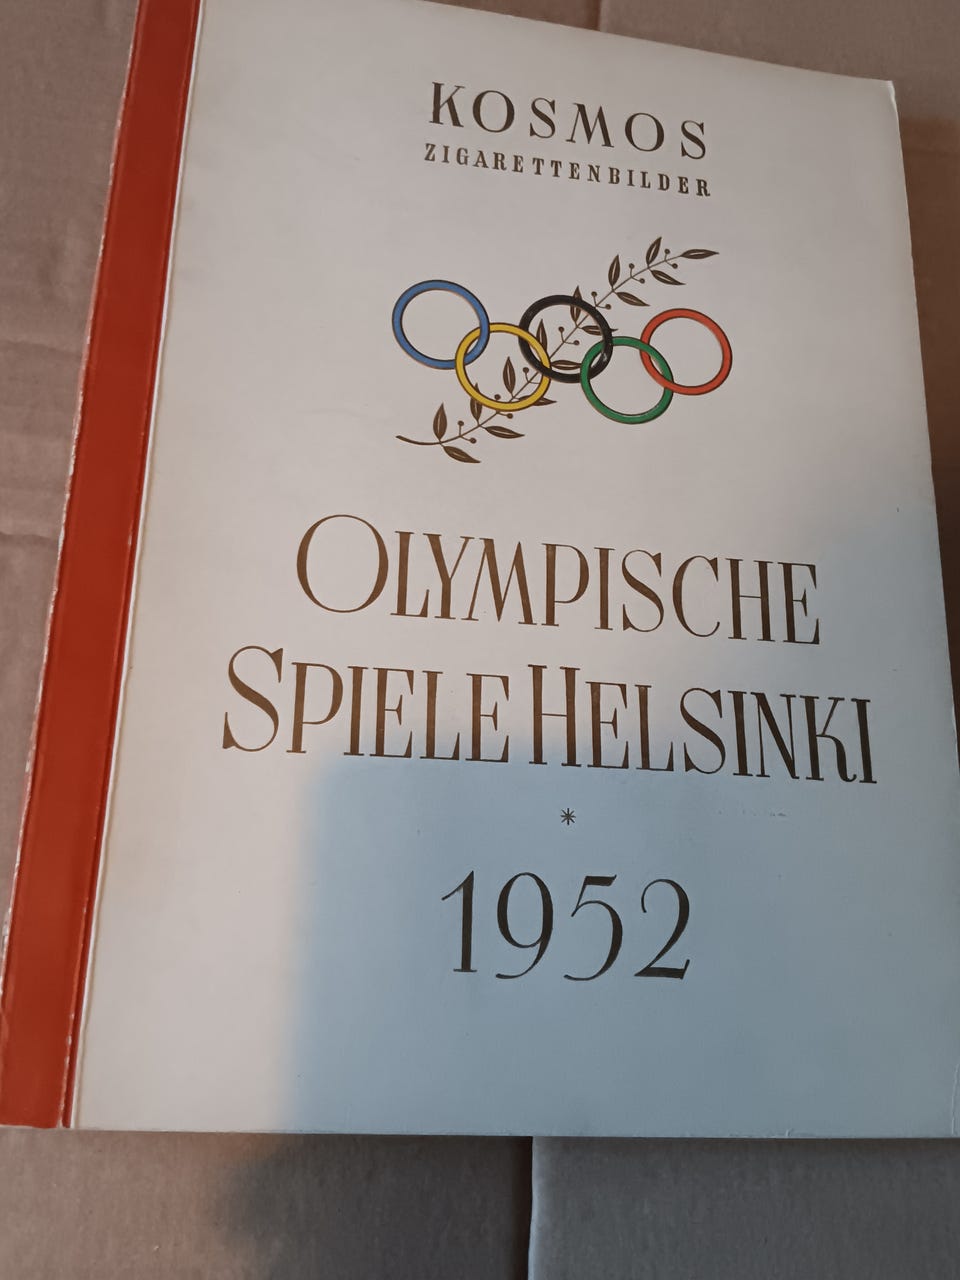 KOSMOS
ZIGARETTENBILDER
OLYMPISCHE
SPIELE HELSINKI
*
1952